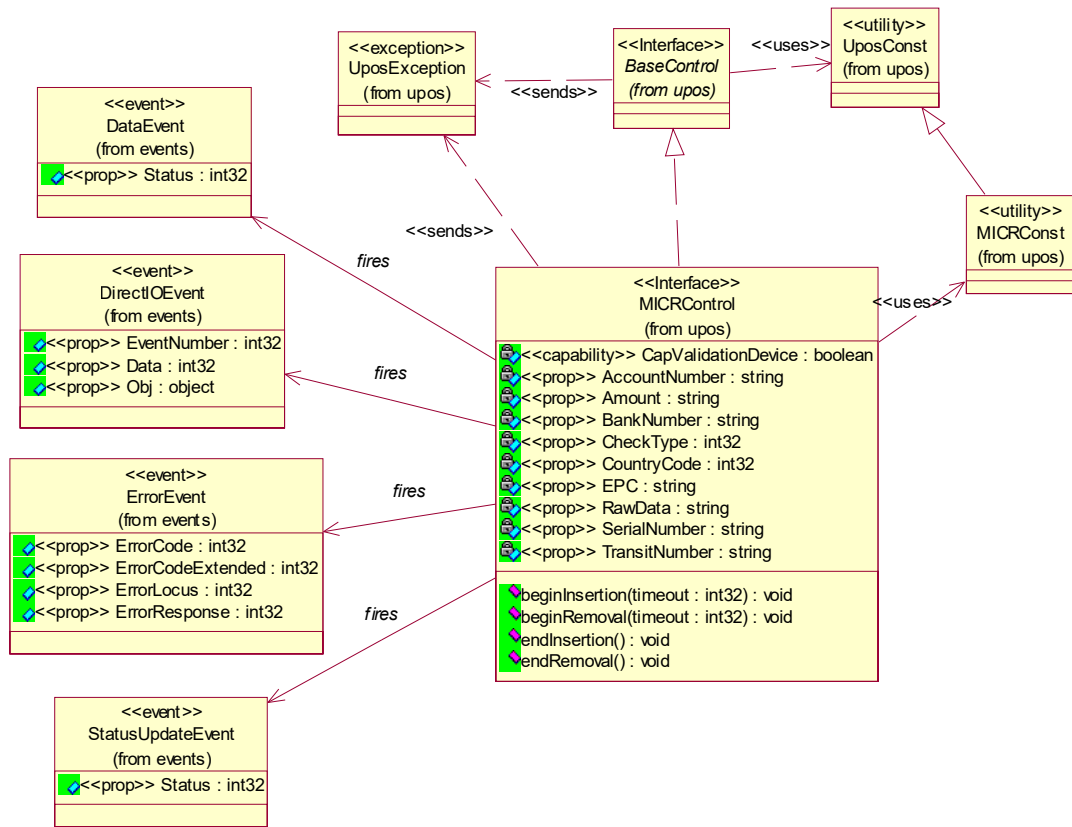 <<utility>>
UposConst
(from upos)
<<exception>>
UposException
(from upos)
<<Interface>>
BaseControl
(from upos)
<<uses>>
<<sends>>
<<event>>
DataEvent
(from events)
<<prop>> Status : int32
<<utility>>
MICRConst
(from upos)
<<sends>>
fires
<<event>>
DirectIOEvent
(from events)
<<prop>> EventNumber : int32
<<prop>> Data : int32
<<prop>> Obj : object
fires
<<Interface>>
MICRControl
(from upos)
<<capability>> CapValidationDevice : boolean
<<prop>> AccountNumber : string
<<prop>> Amount : string
<<prop>> BankNumber : string
<<prop>> CheckType : int32
<<prop>> CountryCode : int32
<<prop>> EPC : string
<<prop>> RawData : string
<<prop>> SerialNumber : string
<<prop>> TransitNumber : string
beginInsertion(timeout : int32) : void
beginRemoval(timeout : int32) : void
endInsertion() : void
endRemoval() : void
<<uses>>
<<event>>
ErrorEvent
(from events)
<<prop>> ErrorCode : int32
<<prop>> ErrorCodeExtended : int32
<<prop>> ErrorLocus : int32
<<prop>> ErrorResponse : int32
fires
fires
<<event>>
StatusUpdateEvent
(from events)
<<prop>> Status : int32